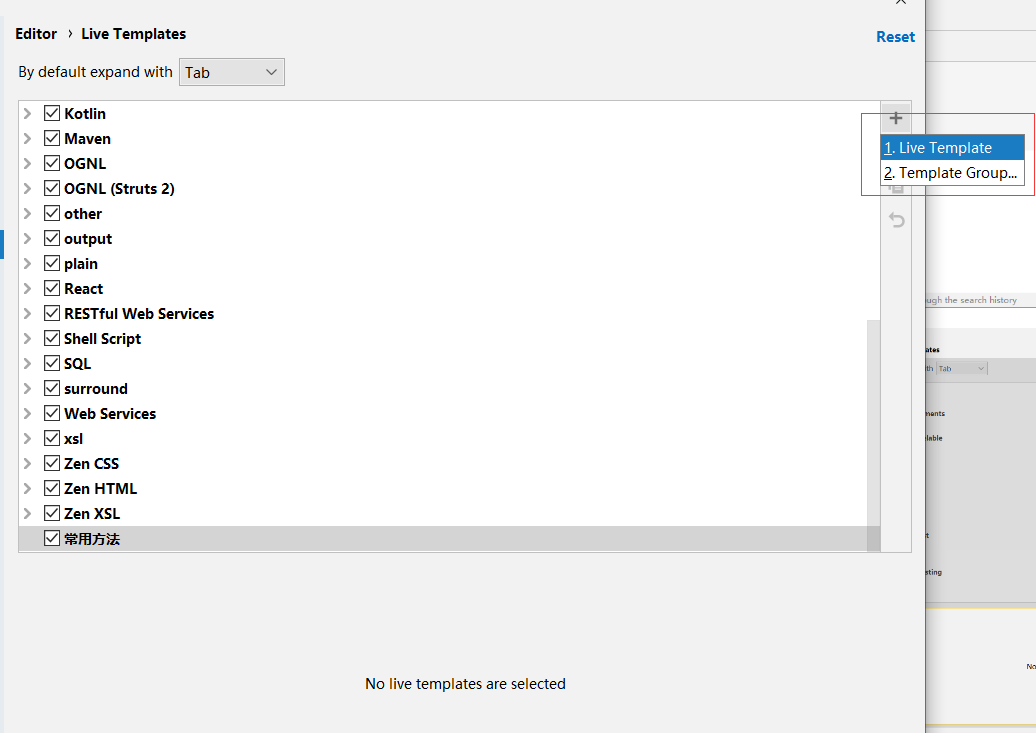 Editor › Live Templates
Reset
By default expand with Tab
Kotlin
Maven
1. Live Template
OGNL
2. Template Group...
OGNL (Struts 2)
other
output
plain
React
ugh the search history
RESTful Web Services
Shell Script
ates
SQL
th Tab
surround
Web Services
ments
xsl
lable
Zen CSS
Zen HTML
Zen XSL
常用方法
t
ting
No
No live templates are selected